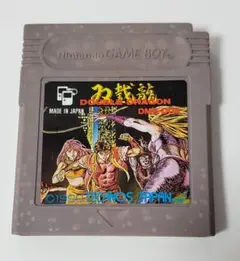 Nintendo GAME BOY
双截龍
DOUBLE DRAGON
MADE IN JAPAN
TECHNOS JAPAN